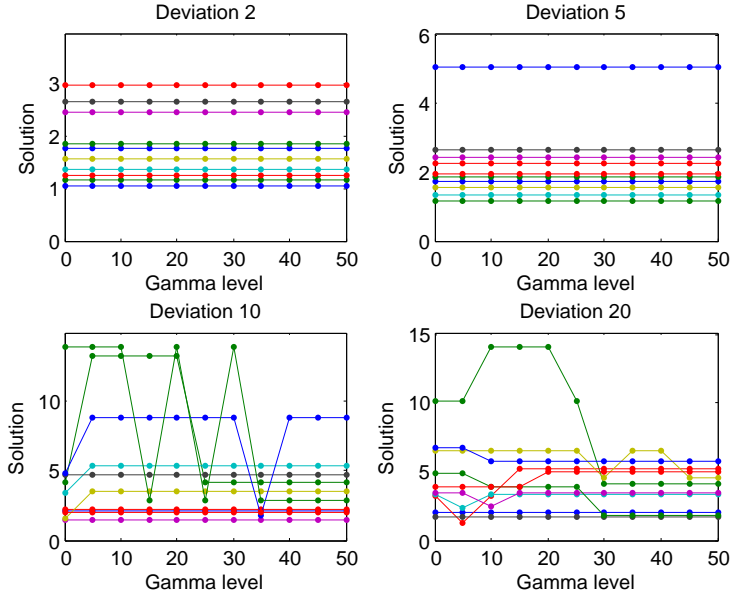 Deviation 2
Deviation 5
3
2
1
0
Solution
0 10 20 30 40 50
Gamma level
6
4
2
0
Solution
0 10 20 30 40 50
Gamma level
Deviation 10
Deviation 20
10
5
0
Solution
0 10 20 30 40 50
Gamma level
15
10
5
0
Solution
0 10 20 30 40 50
Gamma level